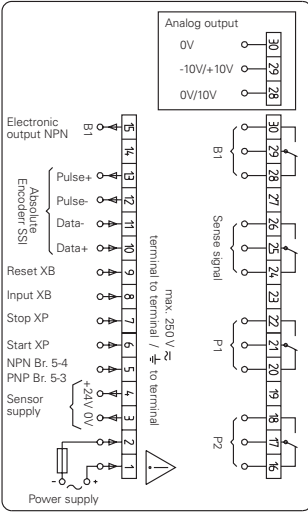 Analog output
0V
30
-10V/+10V
29
0V/10V
28
Electronic
output NPN
B1
15
14
Absolute
Encoderr SSI
Pulse+
13
Pulse-
12
Data-
11
Data+
10
Reset XB
9
Input XB
8
Stop XP
7
Start XP
6
NPN Br. 5-4
PNP Br. 5-3
5
Sensor
supply
+24V 0V
4
3
2
1
- +
Power supply
max. 250 V
terminal to terminal / to terminal
B1
30
29
28
27
Sense signal
26
25
24
23
P1
22
21
20
19
P2
18
17
16